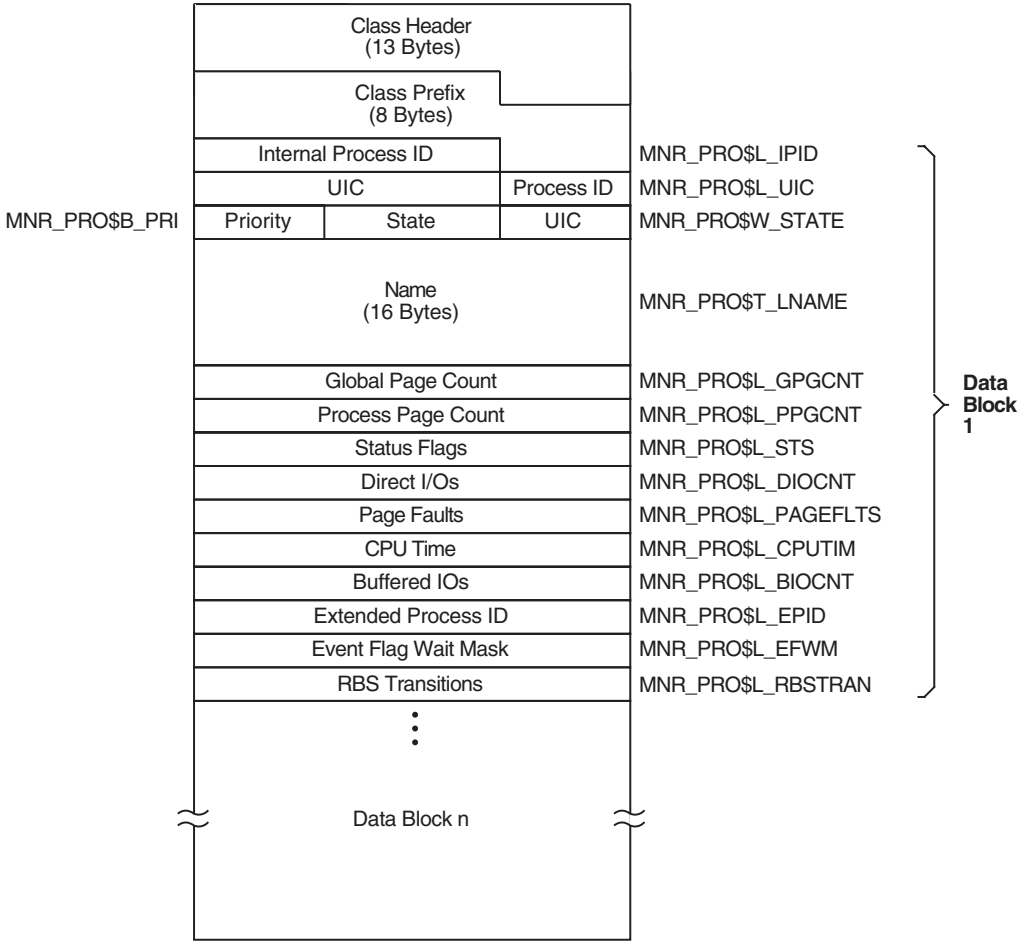 Class Header
(13 Bytes)
Class Prefix
(8 Bytes)
Internal Process ID MNR_PRO$L_IPID
UIC Process ID MNR_PRO$L_UIC
MNR_PRO$B_PRI Priority State UIC MNR_PRO$W_STATE
Name
(16 Bytes)
MNR_PRO$T_LNAME
Global Page Count MNR_PRO$L_GPGCNT
Process Page Count MNR_PRO$L_PPGCNT
Status Flags MNR_PRO$L_STS
Direct I/Os MNR_PRO$L_DIOCNT
Page Faults MNR_PRO$L_PAGEFLTS
CPU Time MNR_PRO$L_CPUTIM
Buffered IOs MNR_PRO$L_BIOCNT
Extended Process ID MNR_PRO$L_EPID
Event Flag Wait Mask MNR_PRO$L_EFWM
RBS Transitions MNR_PRO$L_RBSTRAN
Data
Block
1
Data Block n